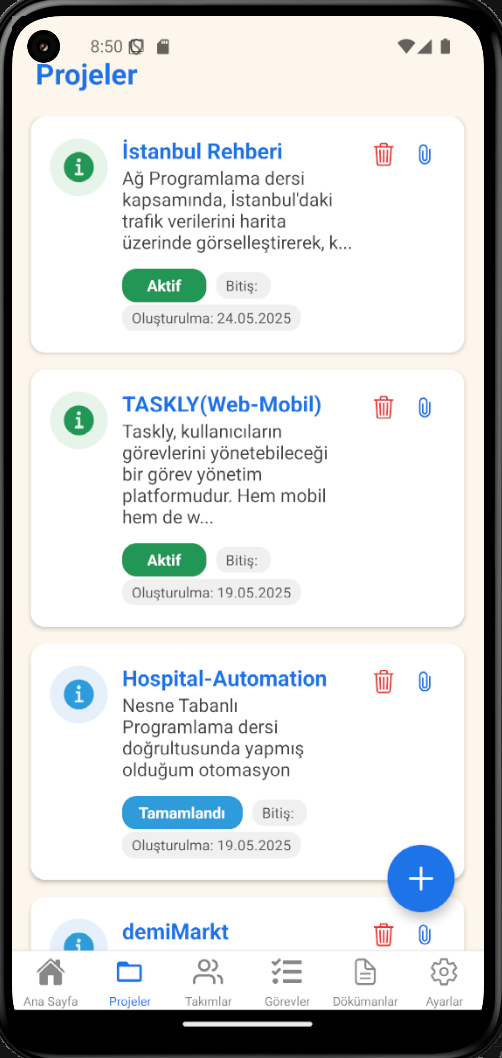 8:50
Projeler
İstanbul Rehberi
Ağ Programlama dersi
kapsamında, İstanbul'daki
trafik verilerini harita
üzerinde görselleştirerek, k...
Aktif
Bitiş:
Oluşturulma: 24.05.2025
TASKLY(Web-Mobil)
Taskly, kullanıcıların
görevlerini yönetebileceği
bir görev yönetim
platformudur. Hem mobil
hem de w...
Aktif
Bitiş:
Oluşturulma: 19.05.2025
Hospital-Automation
Nesne Tabanlı
Programlama dersi
doğrultusunda yapmış
olduğum otomasyon
Tamamlandı
Bitiş:
Oluşturulma: 19.05.2025
demiMarkt
Ana Sayfa
Projeler
Takımlar
Görevler
Dökümanlar
Ayarlar